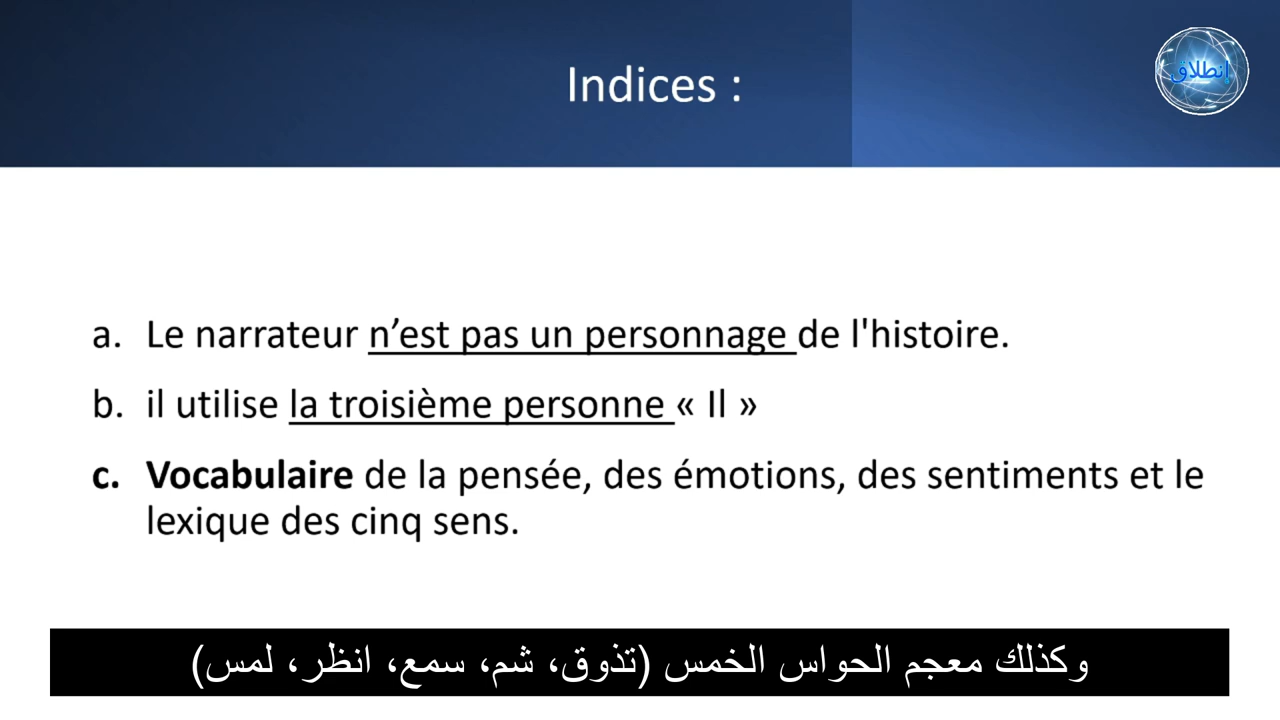 Indices :
إنطلاق
a. Le narrateur n’est pas un personnage de l'histoire.
b. il utilise la troisième personne « Il »
c. Vocabulaire de la pensée, des émotions, des sentiments et le
lexique des cinq sens.
وكذلك معجم الحواس الخمس (تذوق، شم، سمع، انظر، لمس)